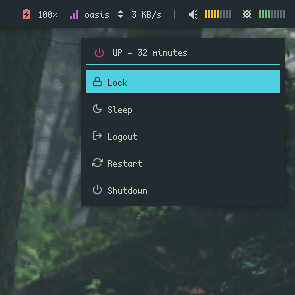 100% oasis 3 KB/s |
UP - 32 minutes
Lock
Sleep
Logout
Restart
Shutdown